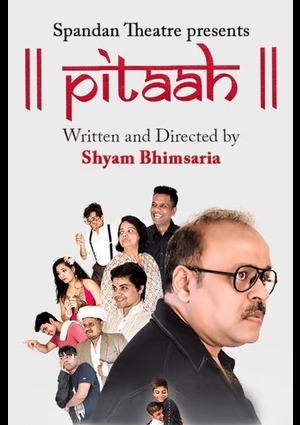 Spandan Theatre presents
|| pitaah ||
Written and Directed by
Shyam Bhimsaria